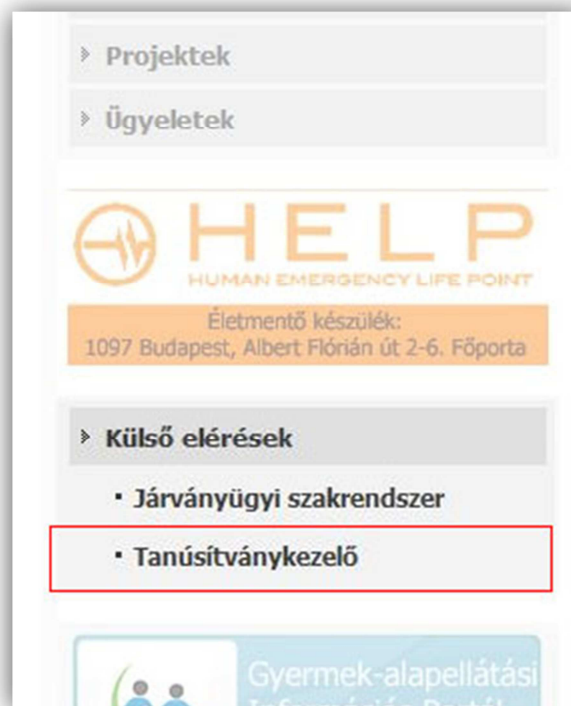 Projektek
Ügyeletek
HELP
HUMAN EMERGENCY LIFE POINT
Életmentő készülék:
1097 Budapest, Albert Flórián út 2-6. Főporta
Külső elérések
Járványügyi szakrendszer
Tanúsítványkezelő
Gyermek-alapellátási